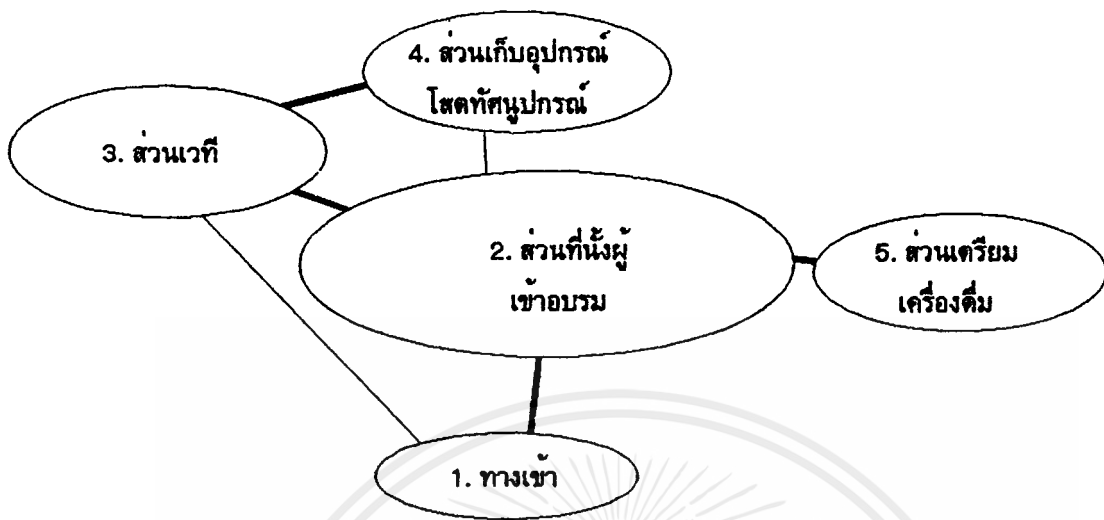 4. ส่วนเก็บอุปกรณ์
โสตทัศนูปกรณ์
3. ส่วนเวที
2. ส่วนที่นั่งผู้
เข้าอบรม
5. ส่วนเตรียม
เครื่องดื่ม
1. ทางเข้า